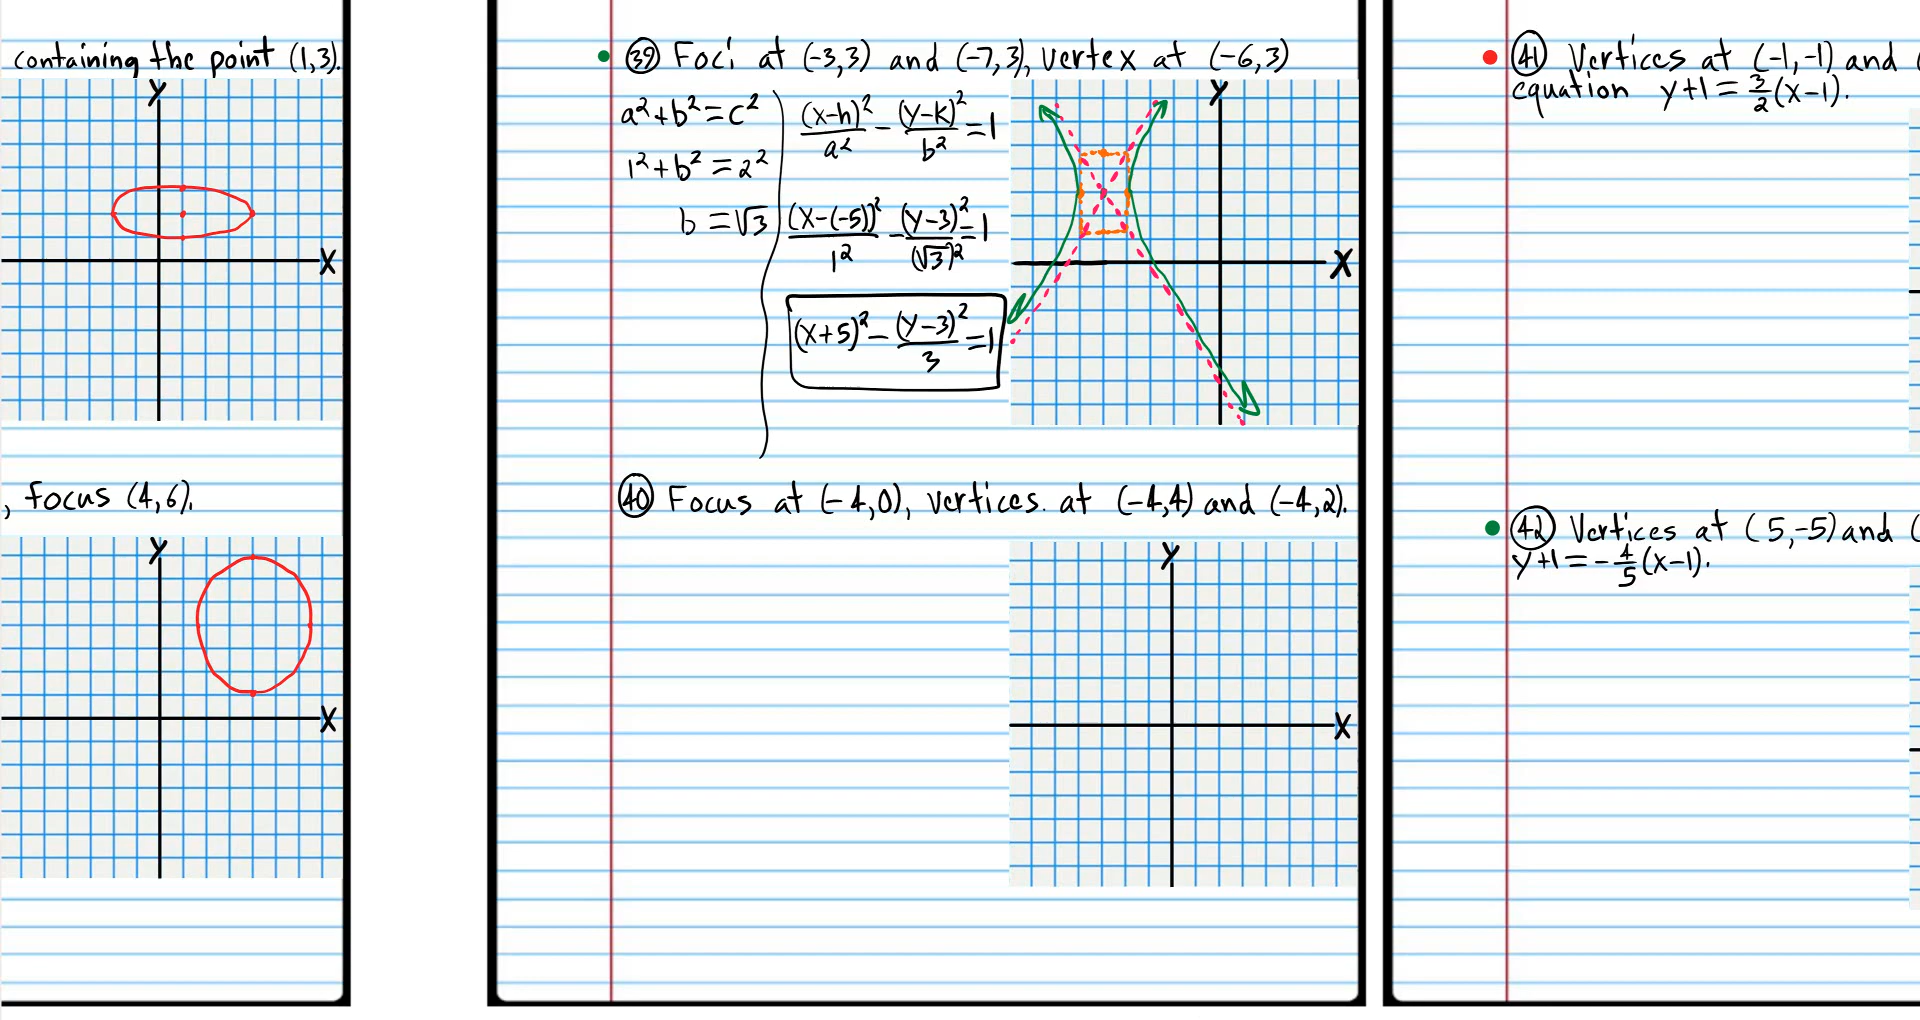 containing the point (1,3).
Y
X
, focus (4,6).
Y
X
39 Foci at (-3,3) and (-7,3), vertex at (-6,3)
a²+b²=c²
1²+b²=2²
b=√3
(x-h)²/a² - (y-k)²/b² =1
(x-(-5))²/1² - (y-3)²/(√3)² =1
(x+5)² - (y-3)²/3 =1
Y
X
40 Focus at (-4,0), vertices. at (-4,4) and (-4,2).
Y
X
41 Vertices at (-1,-1) and (
equation y+1=3/2(x-1).
42 Vertices at (5,-5) and (
y+1=-4/5(x-1).